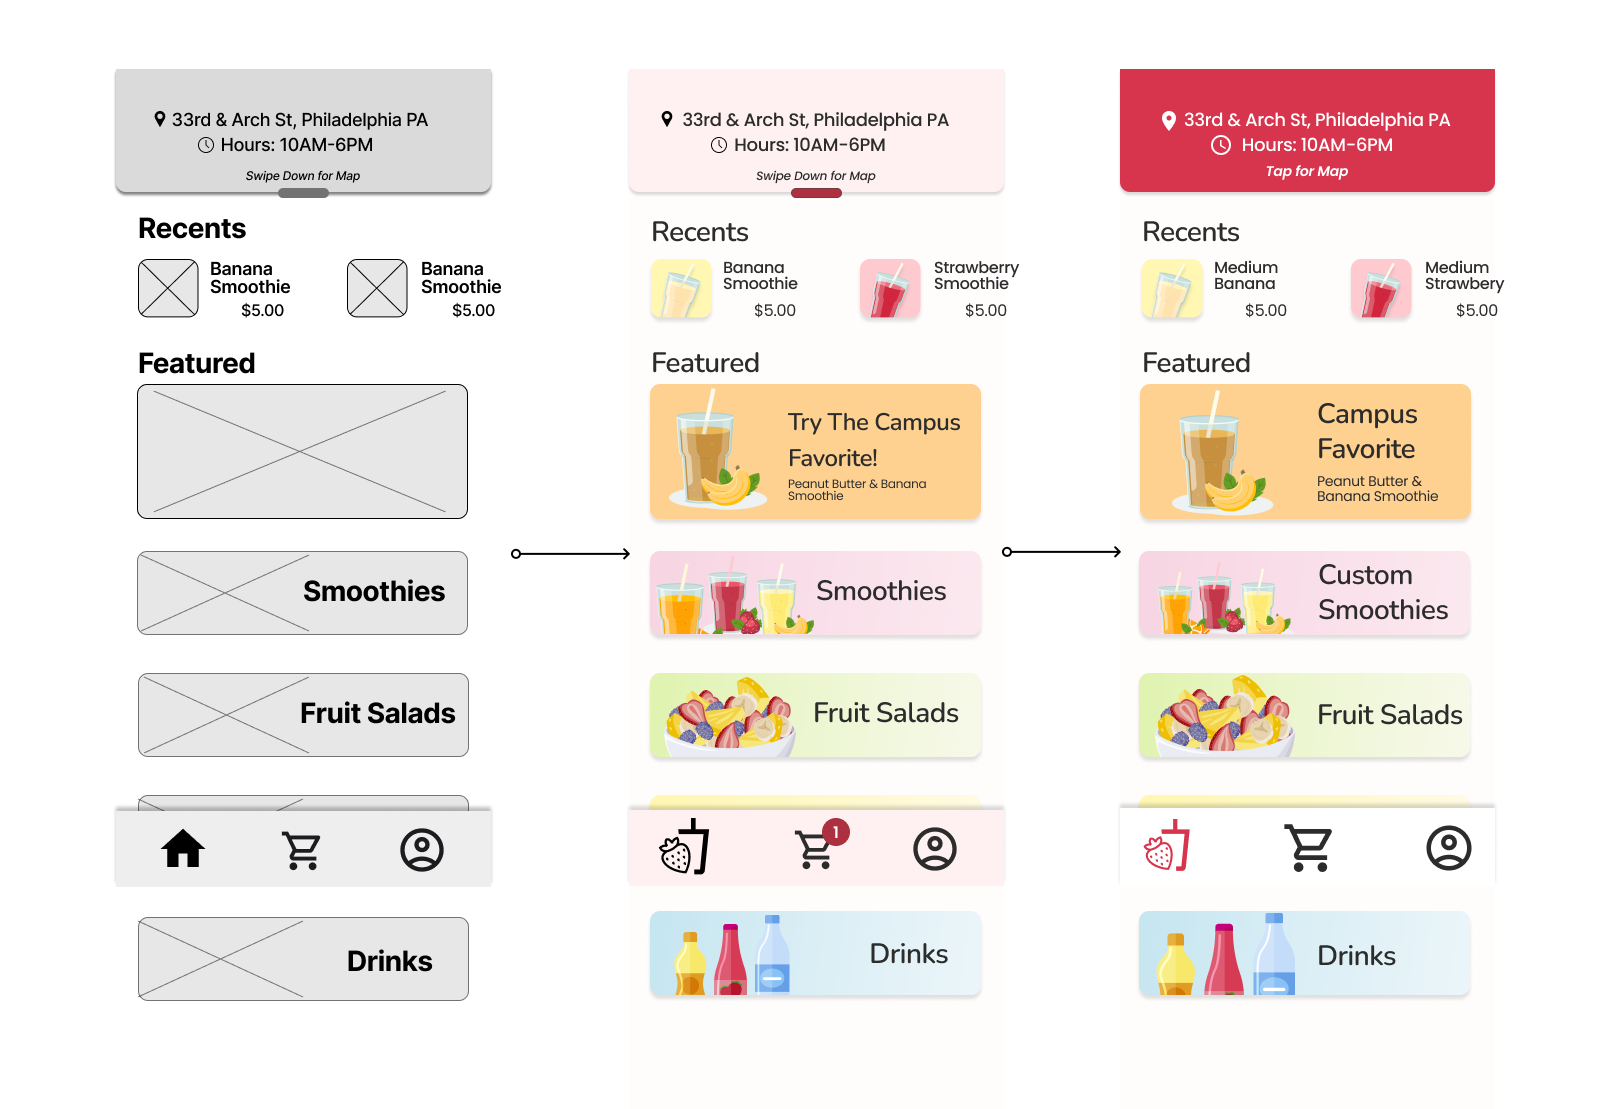 33rd & Arch St, Philadelphia PA
Hours: 10AM-6PM
Swipe Down for Map
Recents
Banana
Smoothie
$5.00
Banana
Smoothie
$5.00
Featured
Smoothies
Fruit Salads
Drinks
33rd & Arch St, Philadelphia PA
Hours: 10AM-6PM
Swipe Down for Map
Recents
Banana
Smoothie
$5.00
Strawberry
Smoothie
$5.00
Featured
Try The Campus
Favorite!
Peanut Butter & Banana
Smoothie
Smoothies
Fruit Salads
1
Drinks
33rd & Arch St, Philadelphia PA
Hours: 10AM-6PM
Tap for Map
Recents
Medium
Banana
$5.00
Medium
Strawbery
$5.00
Featured
Campus
Favorite
Peanut Butter &
Banana Smoothie
Custom
Smoothies
Fruit Salads
Drinks